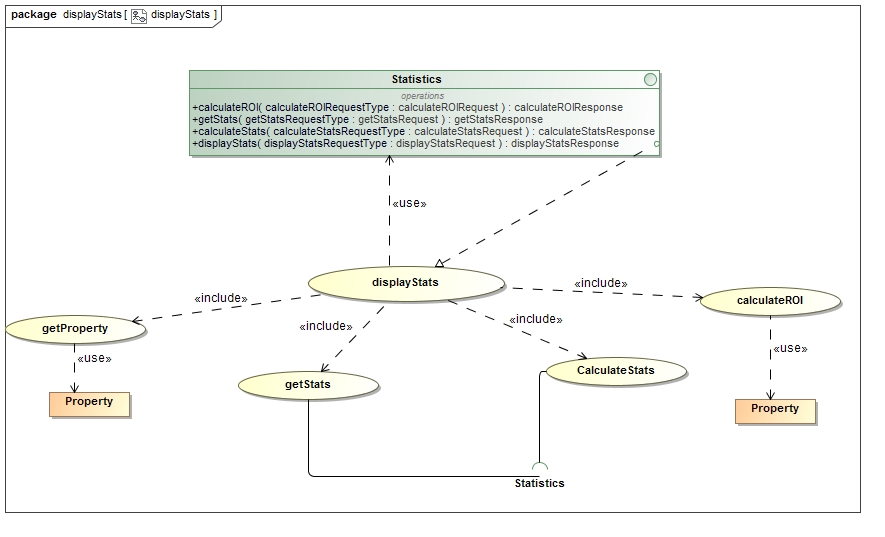 package displayStats [ displayStats ]
Statistics
operations
+calculateROI( calculateROIRequestType : calculateROIRequest ) : calculateROIResponse
+getStats( getStatsRequestType : getStatsRequest ) : getStatsResponse
+calculateStats( calculateStatsRequestType : calculateStatsRequest ) : calculateStatsResponse
+displayStats( displayStatsRequestType : displayStatsRequest ) : displayStatsResponse
«use»
displayStats
«include»
«include»
calculateROI
«include»
«include»
getProperty
«use»
«use»
getStats
CalculateStats
Property
Property
Statistics